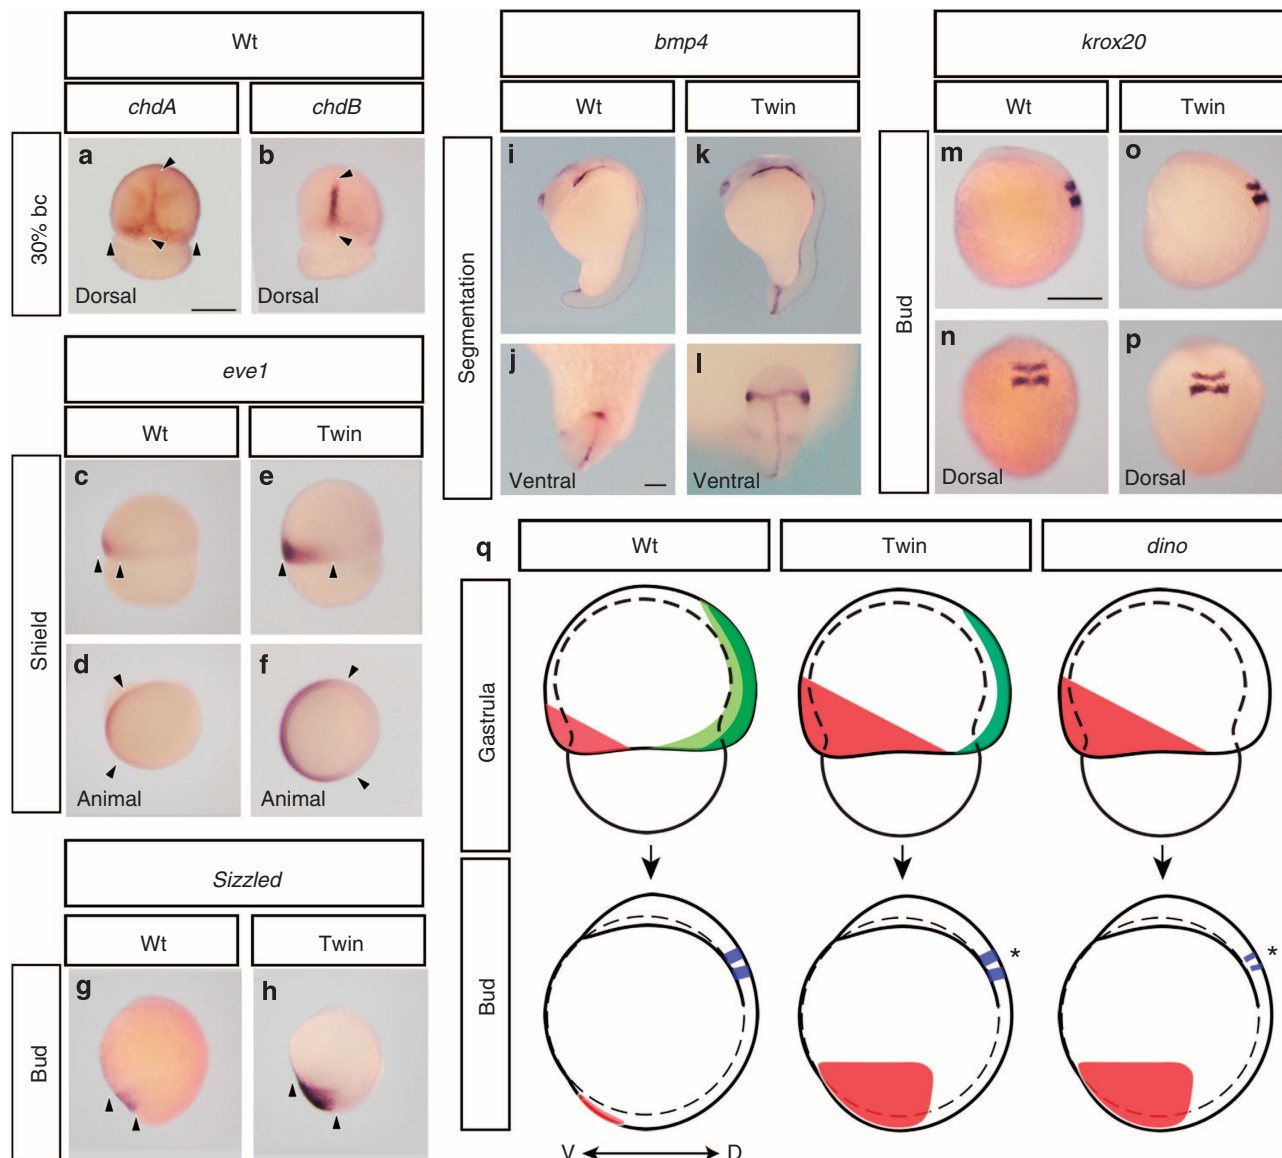 Wt
chdA
chdB
30% bc
a
b
Dorsal
Dorsal
eve1
Wt
Twin
Shield
c
e
d
f
Animal
Animal
Sizzled
Wt
Twin
Bud
g
h
bmp4
Wt
Twin
Segmentation
i
k
j
l
Ventral
Ventral
krox20
Wt
Twin
Bud
m
o
n
p
Dorsal
Dorsal
q
Wt
Twin
dino
Gastrula
Bud
*
*
V
D